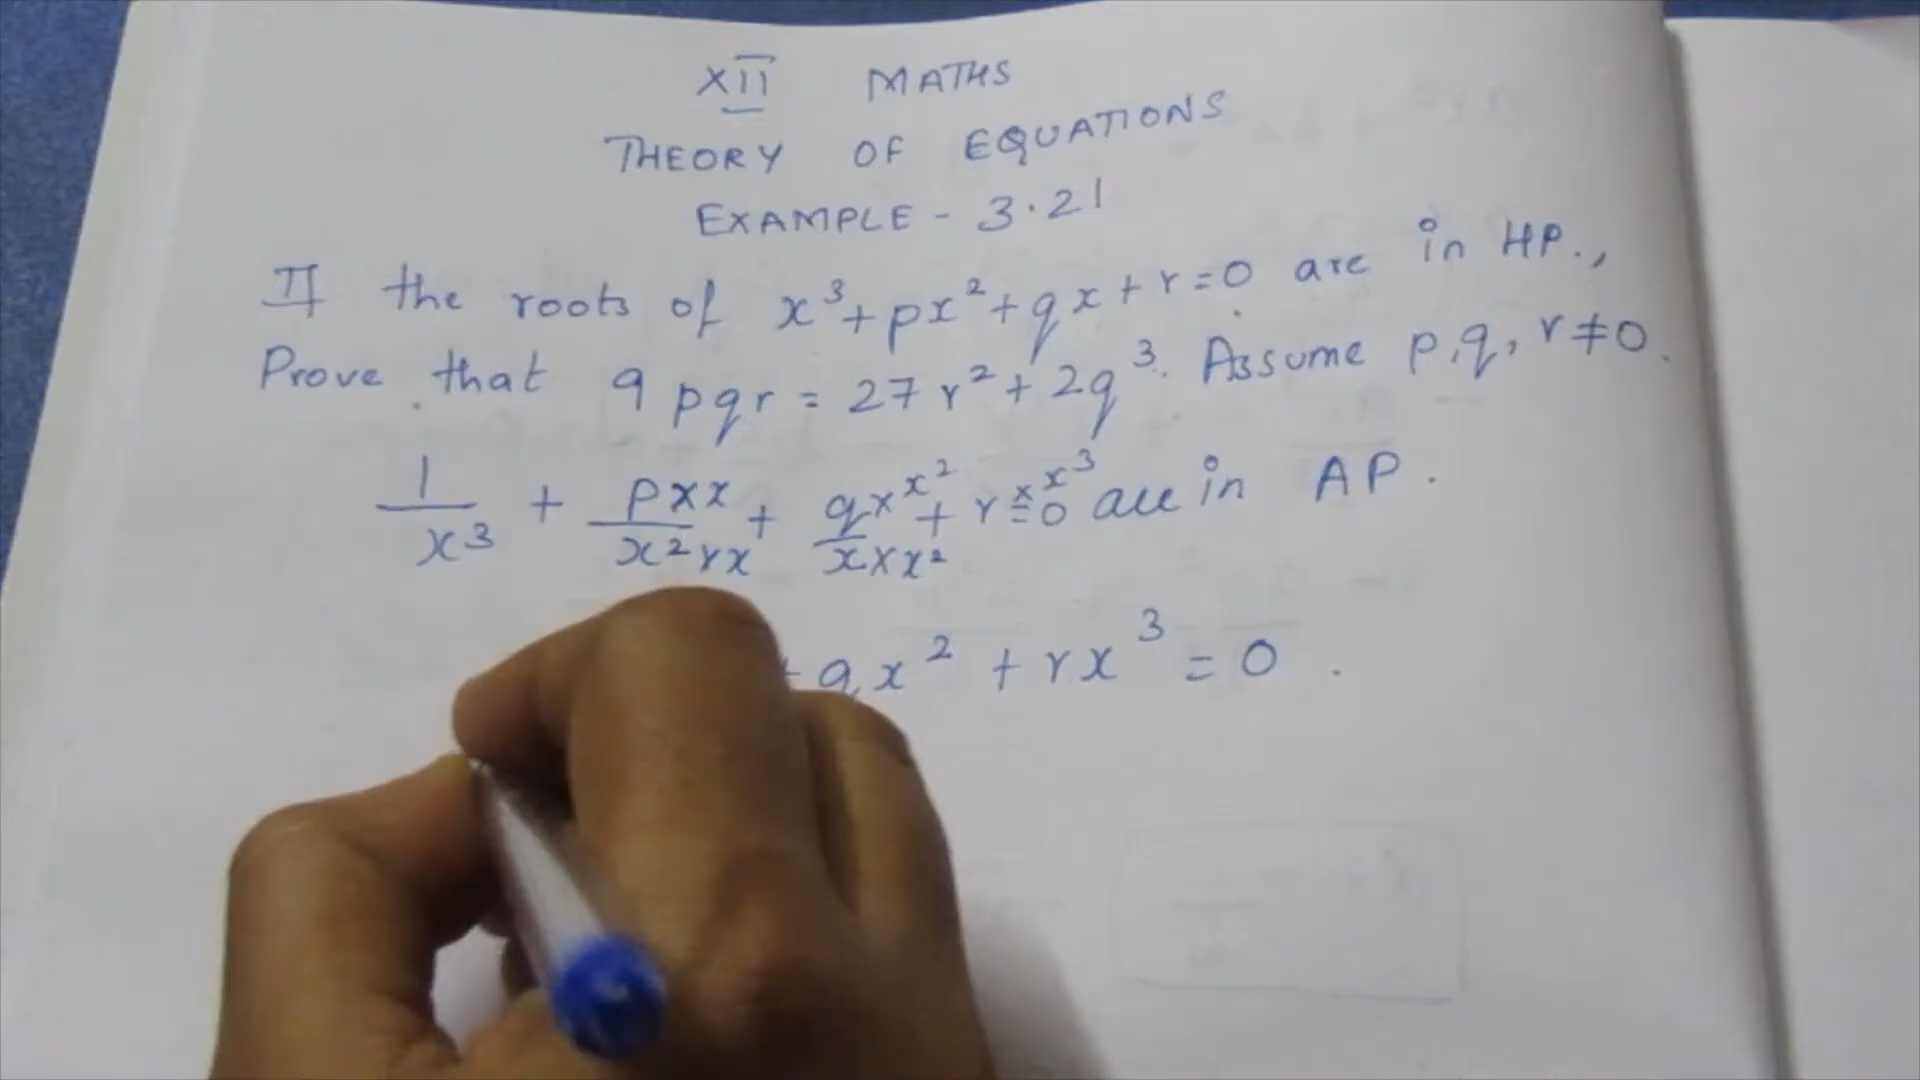 XII MATHS
THEORY OF EQUATIONS
EXAMPLE - 3.21
If the roots of x³+px²+qx+r=0 are in HP.,
Prove that 9pqr = 27r²+2q³. Assume p,q,r≠0.
1/x³ + p×x/x²×x + q×x²/x×x² + r×x³=0 are in AP.
+ qx² + rx³ = 0.